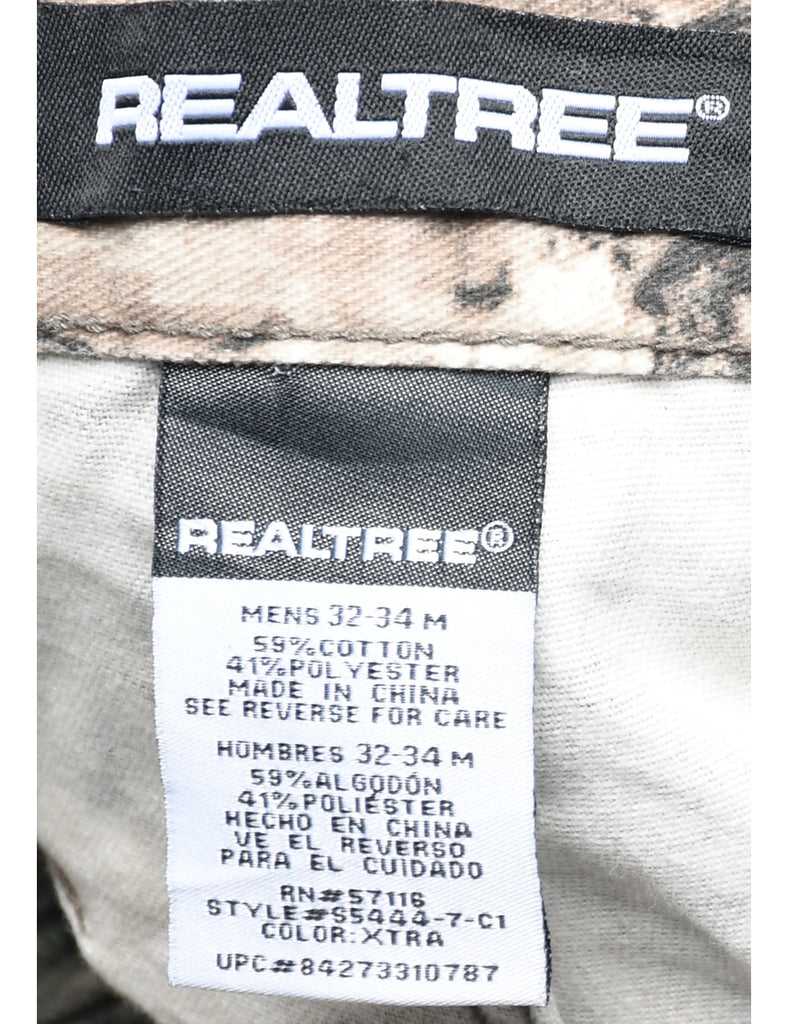 REALTREE®
REALTREE®
MENS 32-34 M
59%COTTON
41%POLYESTER
MADE IN CHINA
SEE REVERSE FOR CARE
HOMBRES 32-34 M
59%ALGODÓN
41%POLIÉSTER
HECHO EN CHINA
VE EL REVERSO
PARA EL CUIDADO
RN#57116
STYLE#S5444-7-C1
COLOR:XTRA
UPC#84273310787